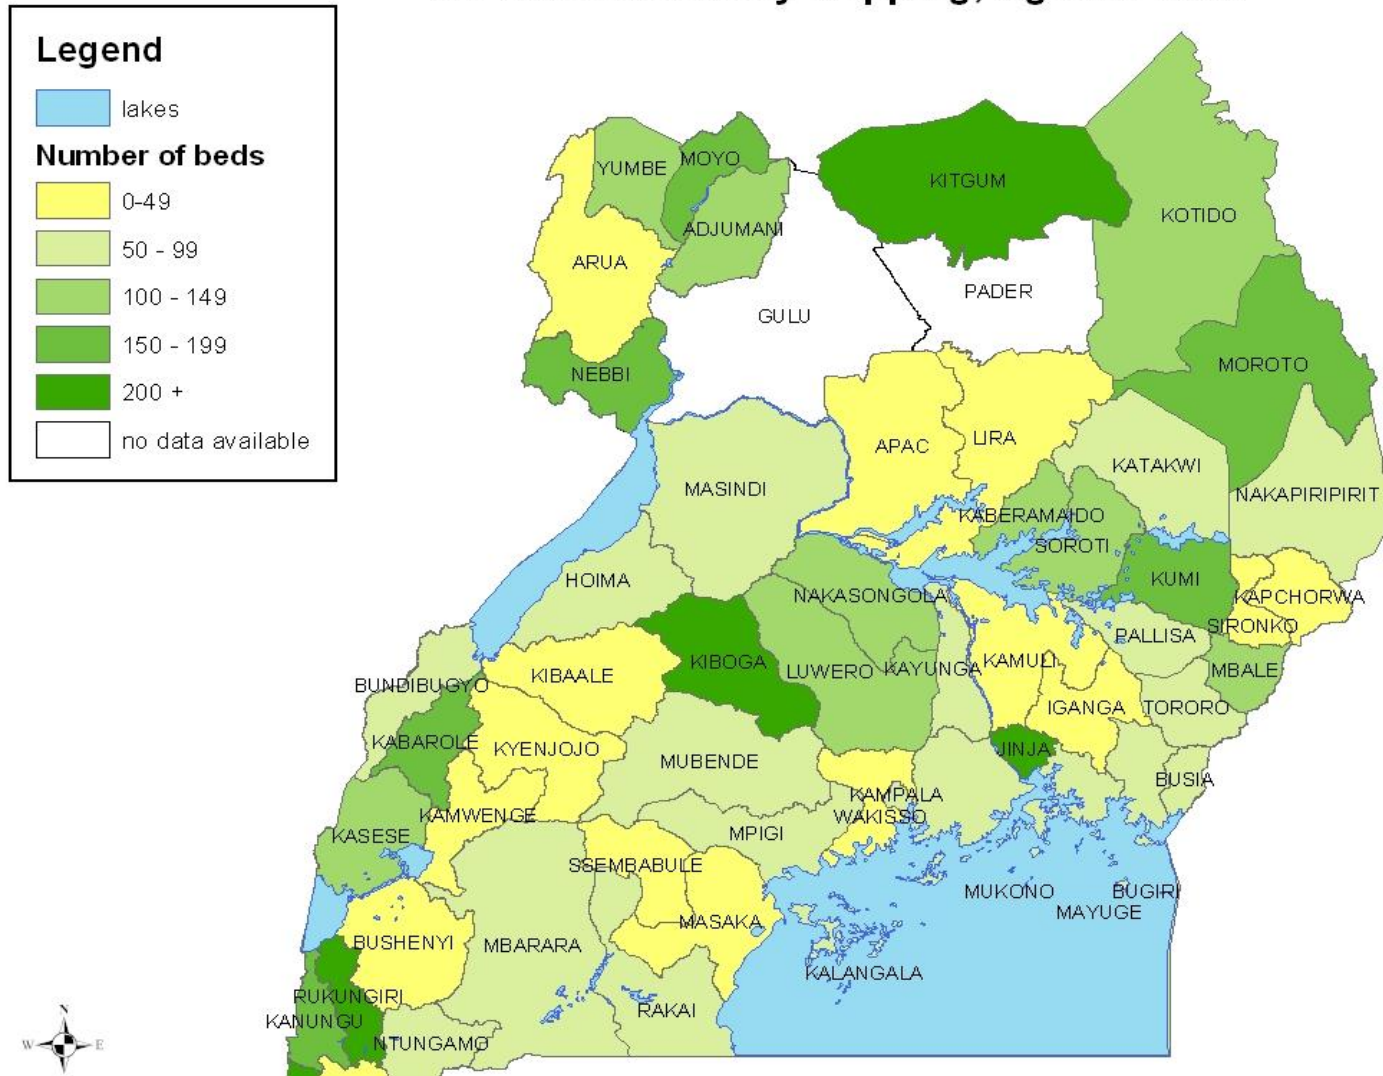 Legend
lakes
Number of beds
0-49
50 - 99
100 - 149
150 - 199
200 +
no data available
YUMBE
MOYO
KITGUM
KOTIDO
ADJUMANI
ARUA
PADER
GULU
NEBBI
MOROTO
APAC
LIRA
KATAKWI
MASINDI
NAKAPIRIPIRIT
KABERAMAIDO
SOROTI
HOIMA
KUMI
NAKASONGOLA
KAPCHORWA
SIRONKO
PALLISA
KIBOGA
LUWERO
KAYUNGA
KAMULI
MBALE
KIBAALE
BUNDIBUGYO
IGANGA
TORORO
KABAROLE
KYENJOJO
JINJA
MUBENDE
BUSIA
KAMPALA
KAMWENGE
WAKISSO
KASESE
MPIGI
SSEMBABULE
MUKONO
BUGIRI
MAYUGE
MASAKA
BUSHENYI
MBARARA
KALANGALA
RUKUNGIRI
RAKAI
KANUNGU
NTUNGAMO
N
W
E